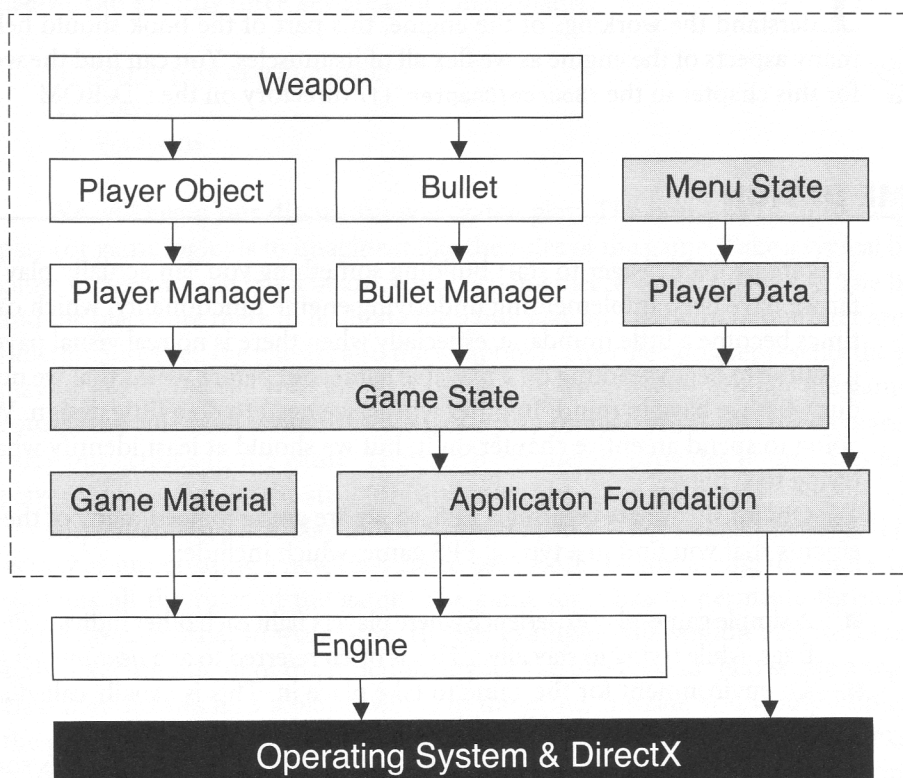 Weapon
Player Object
Bullet
Menu State
Player Manager
Bullet Manager
Player Data
Game State
Game Material
Applicaton Foundation
Engine
Operating System & DirectX